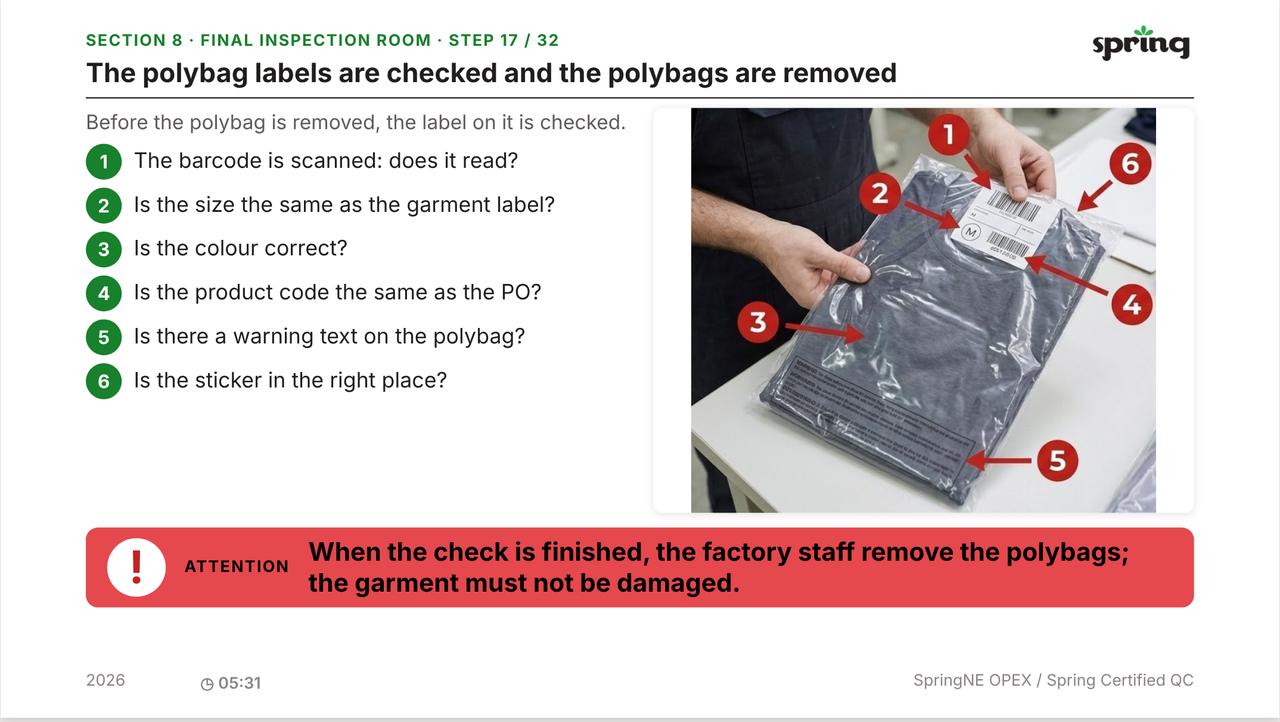 SECTION 8 · FINAL INSPECTION ROOM · STEP 17 / 32
spring
The polybag labels are checked and the polybags are removed
Before the polybag is removed, the label on it is checked.
1 The barcode is scanned: does it read?
2 Is the size the same as the garment label?
3 Is the colour correct?
4 Is the product code the same as the PO?
5 Is there a warning text on the polybag?
6 Is the sticker in the right place?
1
6
2
M
4
3
5
! ATTENTION When the check is finished, the factory staff remove the polybags;
the garment must not be damaged.
2026
05:31
SpringNE OPEX / Spring Certified QC